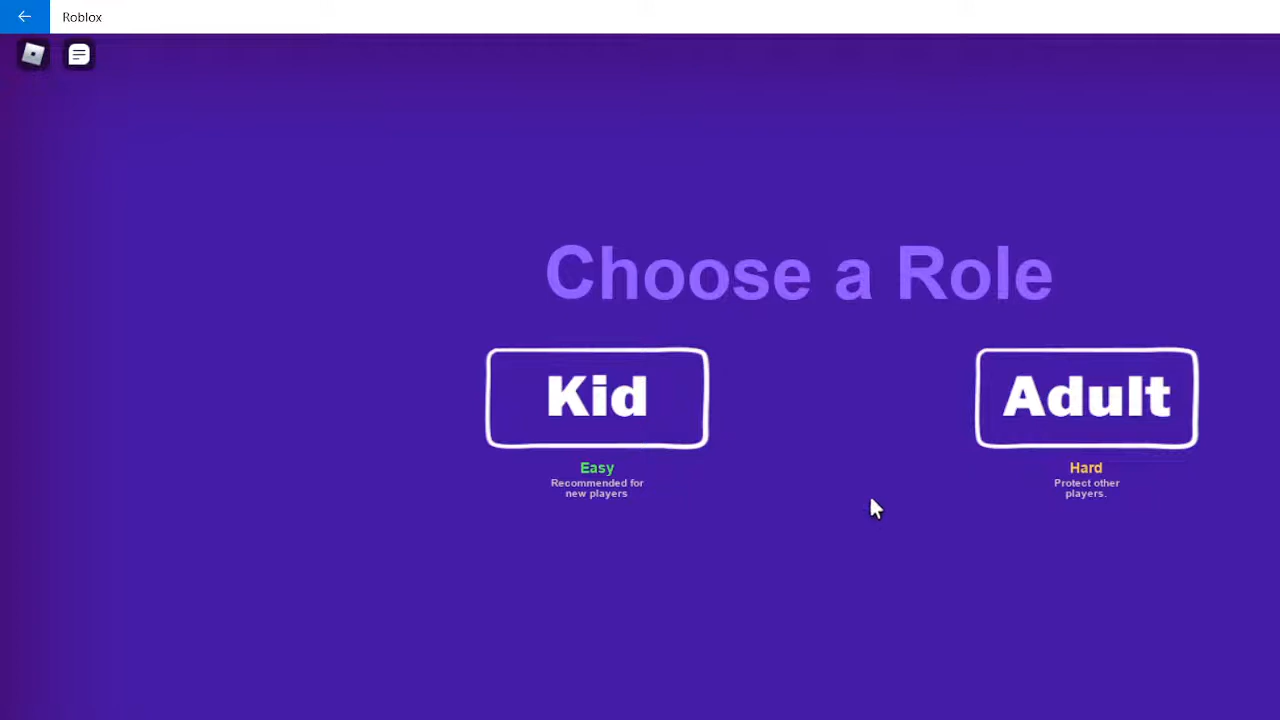 Roblox
Choose a Role
Kid
Adult
Easy
Recommended for
new players
Hard
Protect other
players.